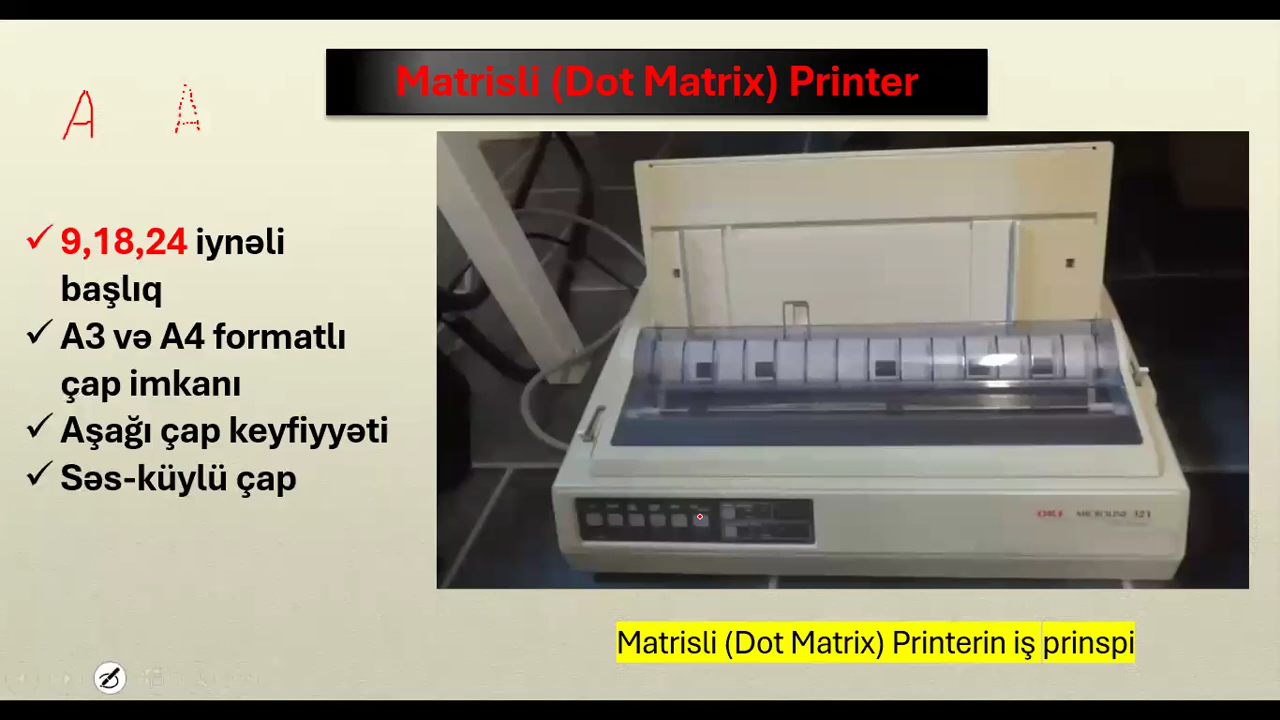 Matrisli (Dot Matrix) Printer
A A
9,18,24 iynəli
başlıq
A3 və A4 formatlı
çap imkanı
Aşağı çap keyfiyyəti
Səs-küylü çap
OKI MICROLINE 321
Matrisli (Dot Matrix) Printerin iş prinspi